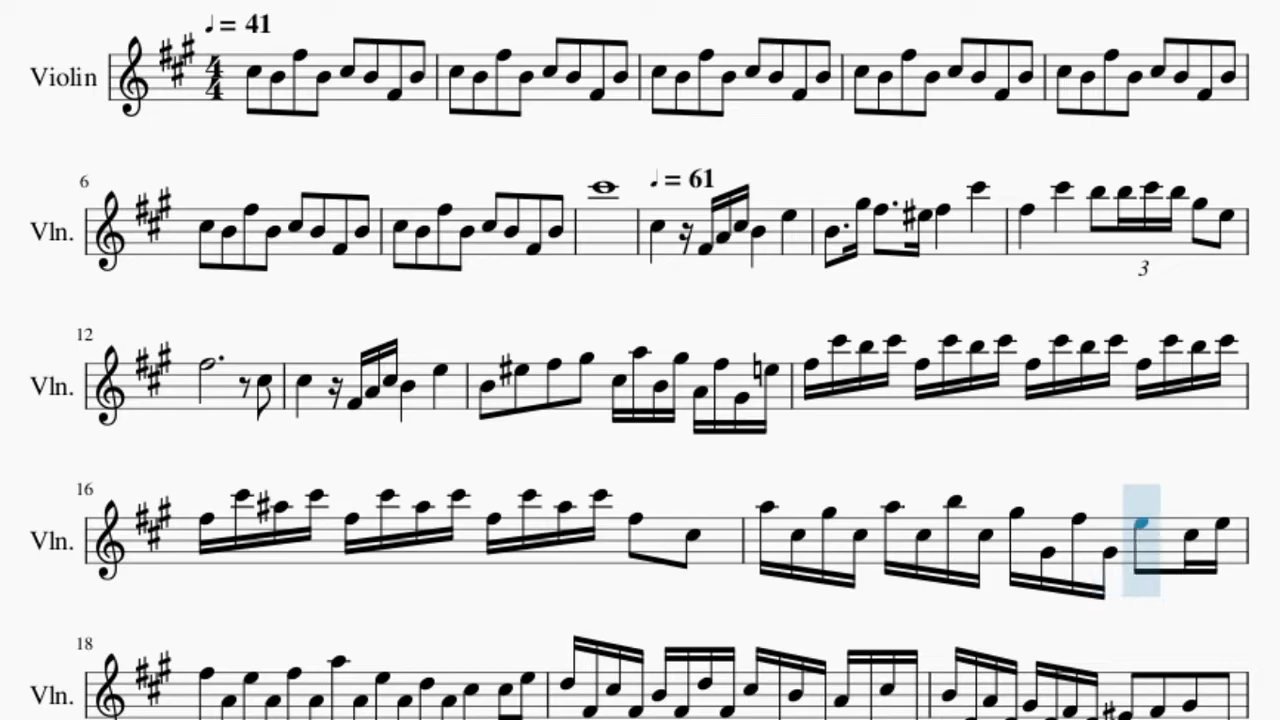 ♩= 41
Violin
4
4
6
♩= 61
Vln.
3
12
Vln.
16
Vln.
18
Vln.